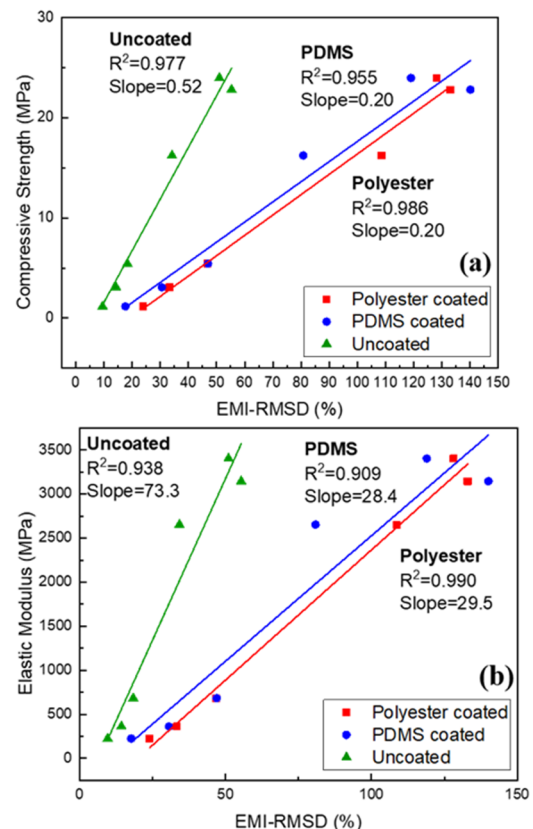 Uncoated
R²=0.977
Slope=0.52
PDMS
R²=0.955
Slope=0.20
Polyester
R²=0.986
Slope=0.20
(a)
Polyester coated
PDMS coated
Uncoated
30
20
10
0
Compressive Strength (MPa)
0 10 20 30 40 50 60 70 80 90 100 110 120 130 140 150
EMI-RMSD (%)
Uncoated
R²=0.938
Slope=73.3
PDMS
R²=0.909
Slope=28.4
Polyester
R²=0.990
Slope=29.5
(b)
Polyester coated
PDMS coated
Uncoated
3500
3000
2500
2000
1500
1000
500
0
Elastic Modulus (MPa)
0 50 100 150
EMI-RMSD (%)